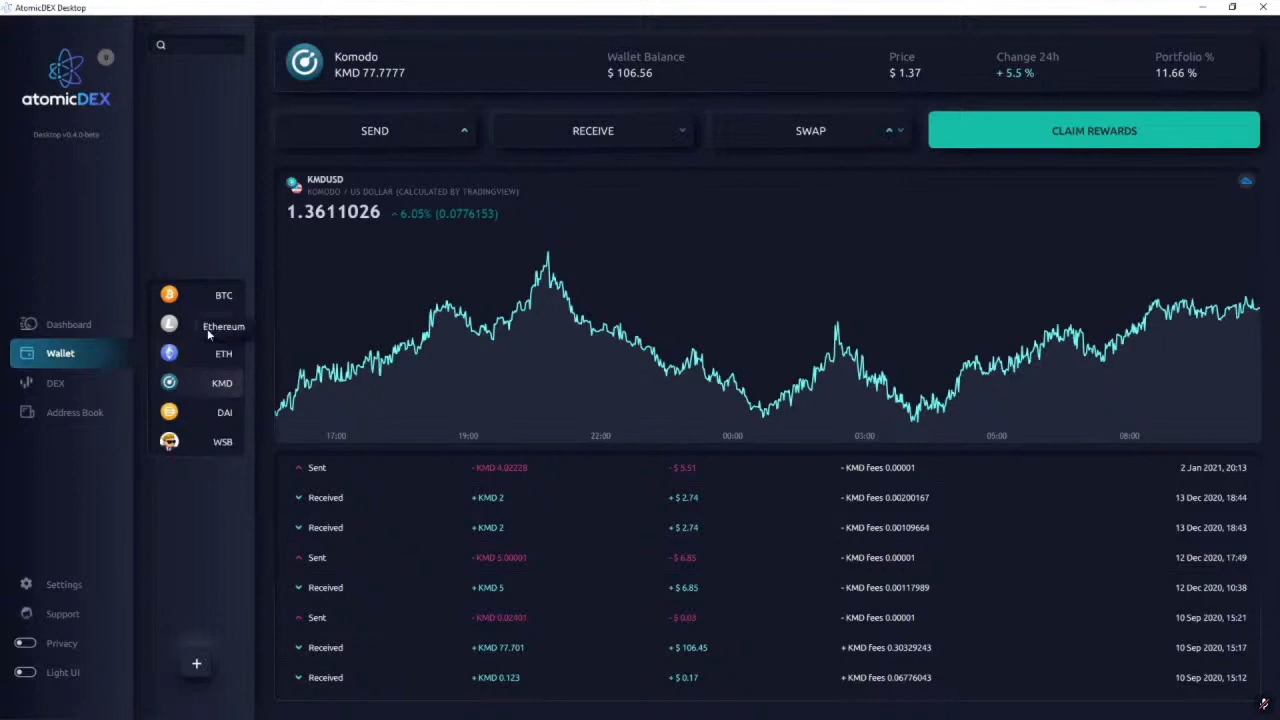 AtomicDEX Desktop
0
atomicDEX
Desktop v0.4.0-beta
Dashboard
Wallet
DEX
Address Book
Settings
Support
Privacy
Light UI
BTC
Ethereum
ETH
KMD
DAI
WSB
+
Komodo
KMD 77.7777
Wallet Balance
$ 106.56
Price
$ 1.37
Change 24h
+ 5.5 %
Portfolio %
11.66 %
SEND
RECEIVE
SWAP
CLAIM REWARDS
KMDUSD
KOMODO / US DOLLAR (CALCULATED BY TRADINGVIEW)
1.3611026 6.05% (0.0776153)
17:00 19:00 22:00 00:00 03:00 05:00 08:00
Sent - KMD 4.02228 - $ 5.51 - KMD fees 0.00001 2 Jan 2021, 20:13
Received + KMD 2 + $ 2.74 - KMD fees 0.00200167 13 Dec 2020, 18:44
Received + KMD 2 + $ 2.74 - KMD fees 0.00109664 13 Dec 2020, 18:43
Sent - KMD 5.00001 - $ 6.85 - KMD fees 0.00001 12 Dec 2020, 17:49
Received + KMD 5 + $ 6.85 - KMD fees 0.00117989 12 Dec 2020, 10:38
Sent - KMD 0.02401 - $ 0.03 - KMD fees 0.00001 10 Sep 2020, 15:21
Received + KMD 77.701 + $ 106.45 + KMD fees 0.30329243 10 Sep 2020, 15:17
Received + KMD 0.123 + $ 0.17 + KMD fees 0.06776043 10 Sep 2020, 15:12